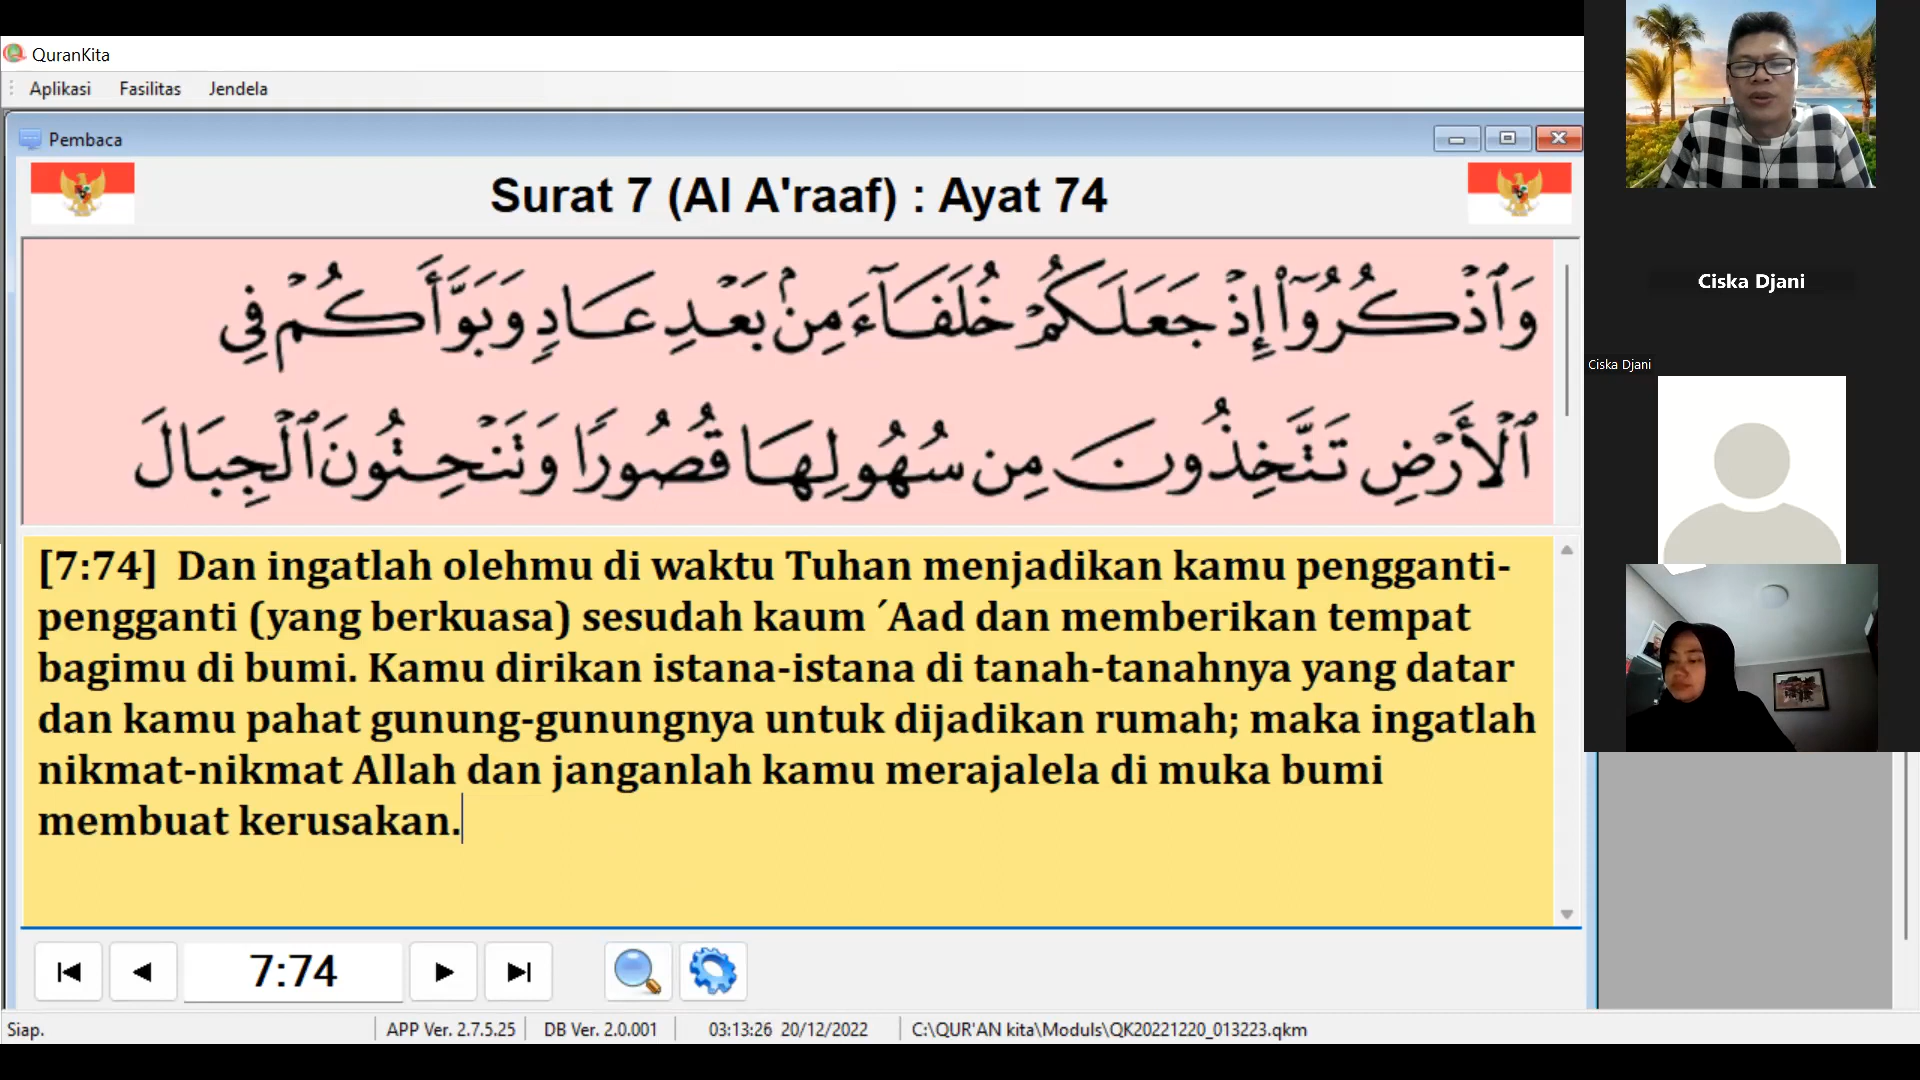 QuranKita
Aplikasi Fasilitas Jendela
Pembaca
Surat 7 (Al A'raaf) : Ayat 74
وَٱذْكُرُوٓا۟ إِذْ جَعَلَكُمْ خُلَفَآءَ مِنۢ بَعْدِ عَادٍ وَبَوَّأَكُمْ فِى
ٱلْأَرْضِ تَتَّخِذُونَ مِن سُهُولِهَا قُصُورًا وَتَنْحِتُونَ ٱلْجِبَالَ
[7:74] Dan ingatlah olehmu di waktu Tuhan menjadikan kamu pengganti-
pengganti (yang berkuasa) sesudah kaum ´Aad dan memberikan tempat
bagimu di bumi. Kamu dirikan istana-istana di tanah-tanahnya yang datar
dan kamu pahat gunung-gunungnya untuk dijadikan rumah; maka ingatlah
nikmat-nikmat Allah dan janganlah kamu merajalela di muka bumi
membuat kerusakan.
7:74
Siap. APP Ver. 2.7.5.25 DB Ver. 2.0.001 03:13:26 20/12/2022 C:\QUR'AN kita\Moduls\QK20221220_013223.qkm
Ciska Djani
Ciska Djani